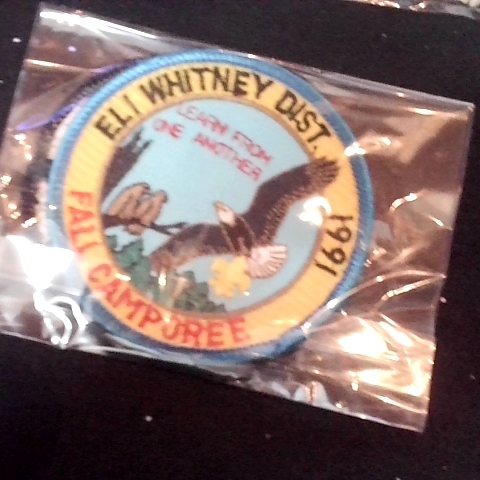 ELI WHITNEY DIST.
LEARN FROM
ONE ANOTHER
1991
FALL CAMPOREE